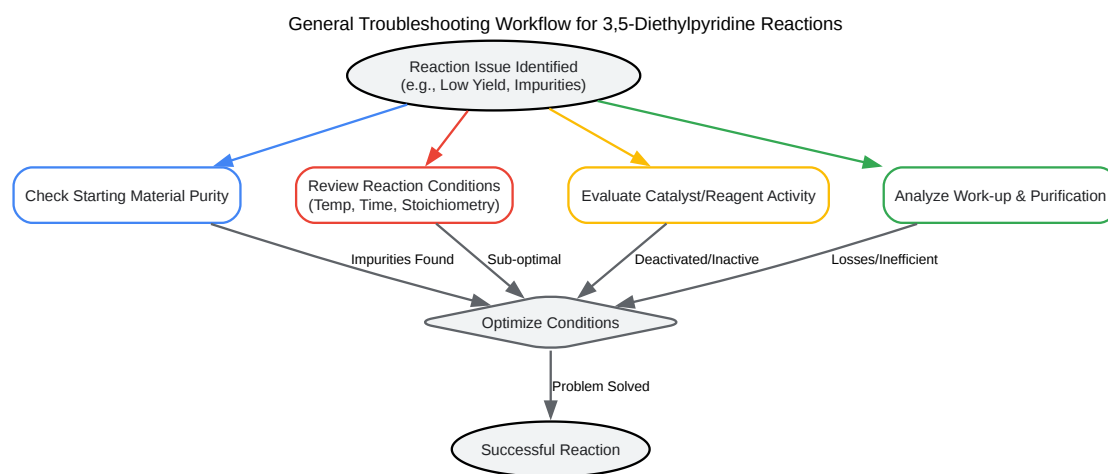 General Troubleshooting Workflow for 3,5-Diethylpyridine Reactions
Reaction Issue Identified
(e.g., Low Yield, Impurities)
Check Starting Material Purity
Review Reaction Conditions
(Temp, Time, Stoichiometry)
Evaluate Catalyst/Reagent Activity
Analyze Work-up & Purification
Impurities Found
Sub-optimal
Deactivated/Inactive
Losses/Inefficient
Optimize Conditions
Problem Solved
Successful Reaction